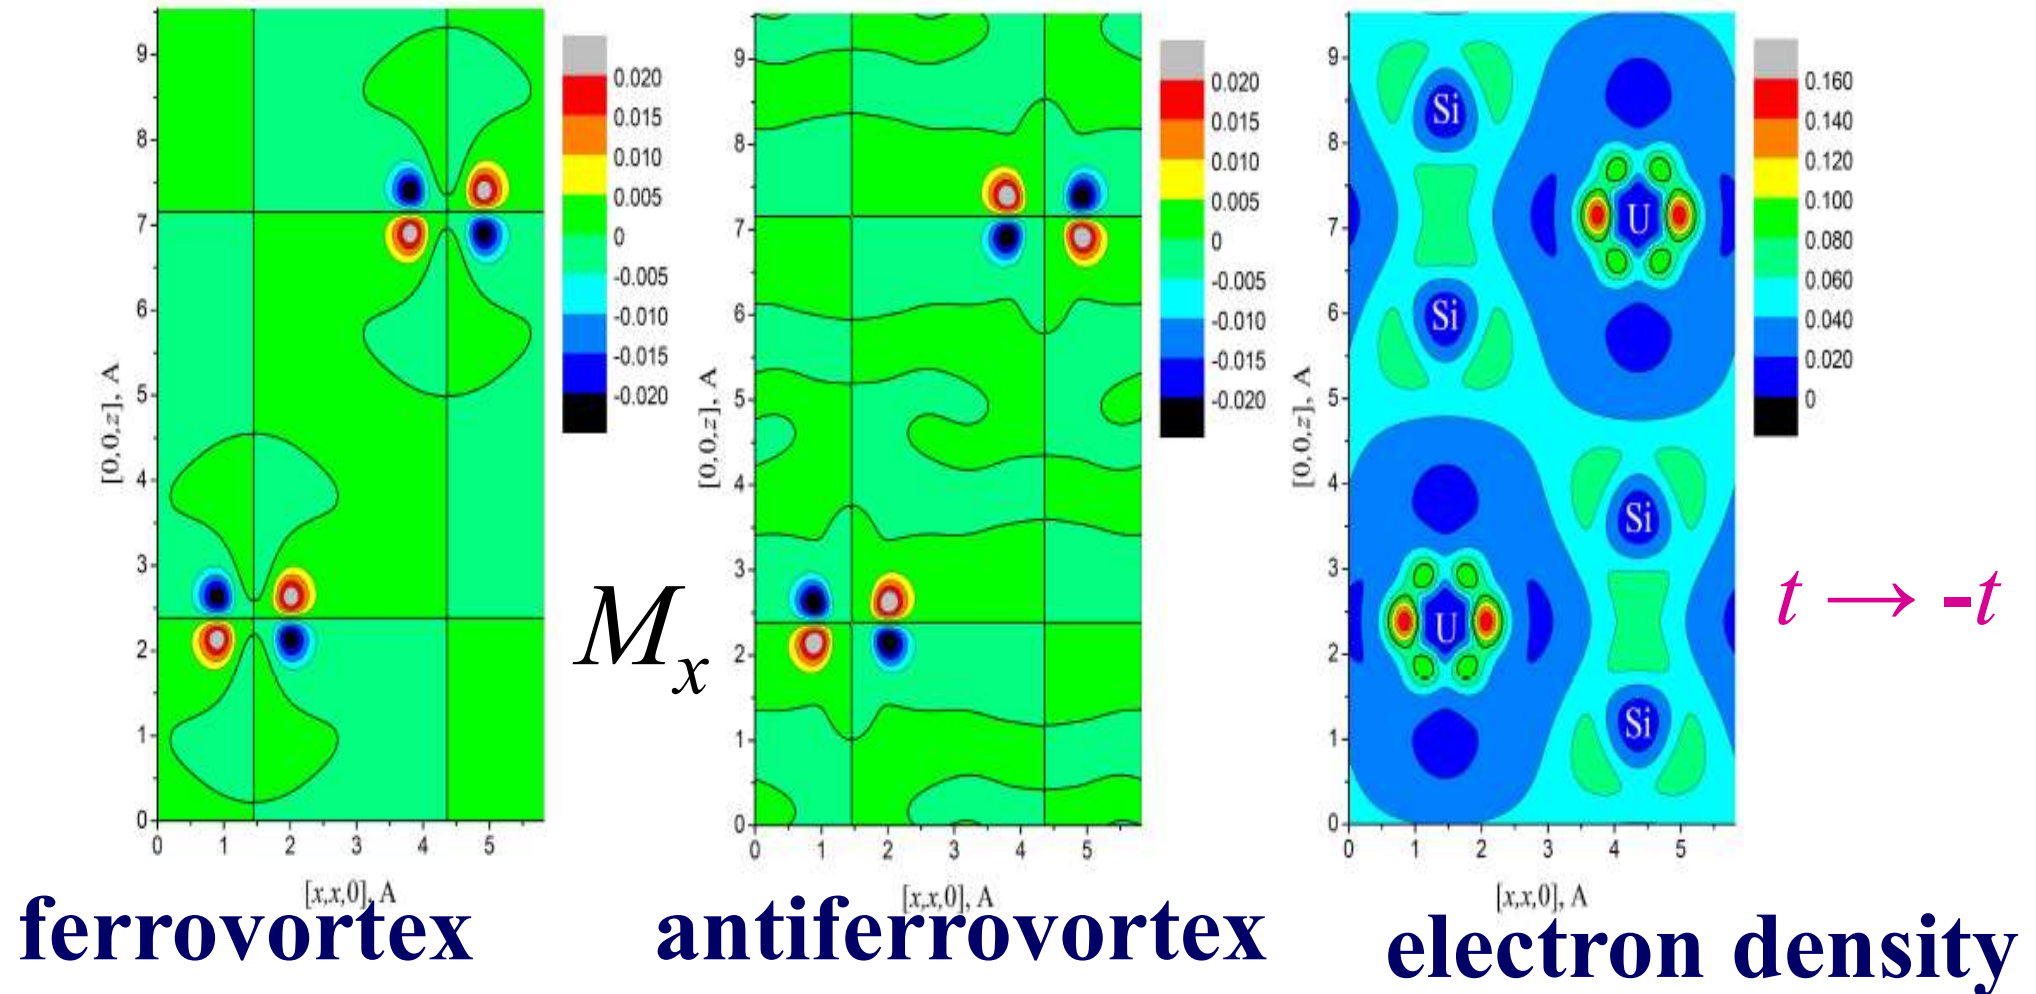 9
8
7
6
5
4
3
2
1
0
[0,0,z], A
0 1 2 3 4 5
[x,x,0], A
0.020
0.015
0.010
0.005
0
-0.005
-0.010
-0.015
-0.020
ferrovortex
M_x
9
8
7
6
5
4
3
2
1
0
[0,0,z], A
0 1 2 3 4 5
[x,x,0], A
0.020
0.015
0.010
0.005
0
-0.005
-0.010
-0.015
-0.020
antiferrovortex
9
8
7
6
5
4
3
2
1
0
[0,0,z], A
Si
U
Si
Si
U
Si
0 1 2 3 4 5
[x,x,0], A
0.160
0.140
0.120
0.100
0.080
0.060
0.040
0.020
0
electron density
t → -t